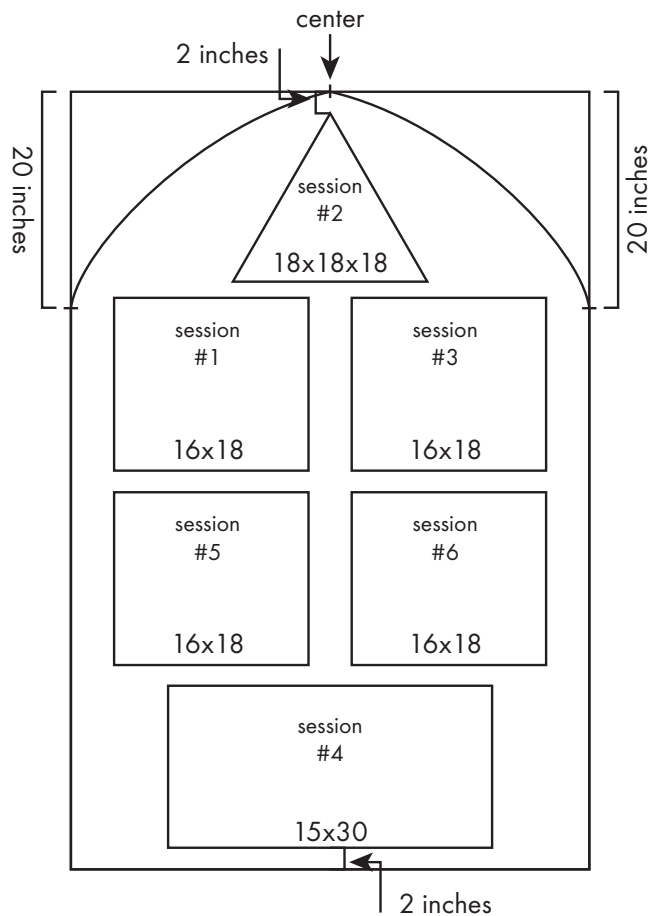 center
2 inches
20 inches
20 inches
session
#2
18x18x18
session
#1
16x18
session
#3
16x18
session
#5
16x18
session
#6
16x18
session
#4
15x30
2 inches